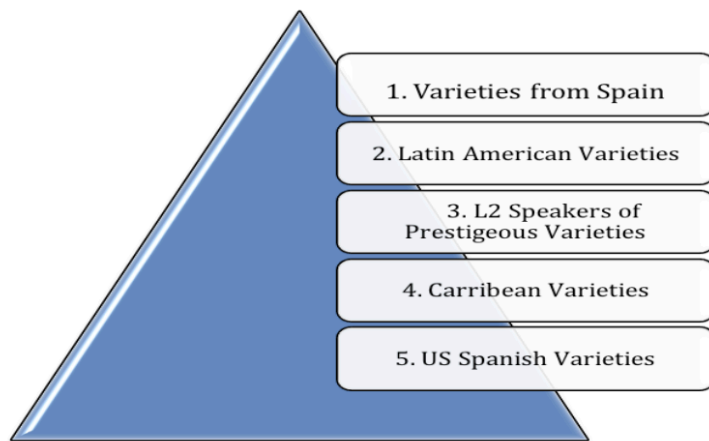 1. Varieties from Spain
2. Latin American Varieties
3. L2 Speakers of
Prestigeous Varieties
4. Carribean Varieties
5. US Spanish Varieties